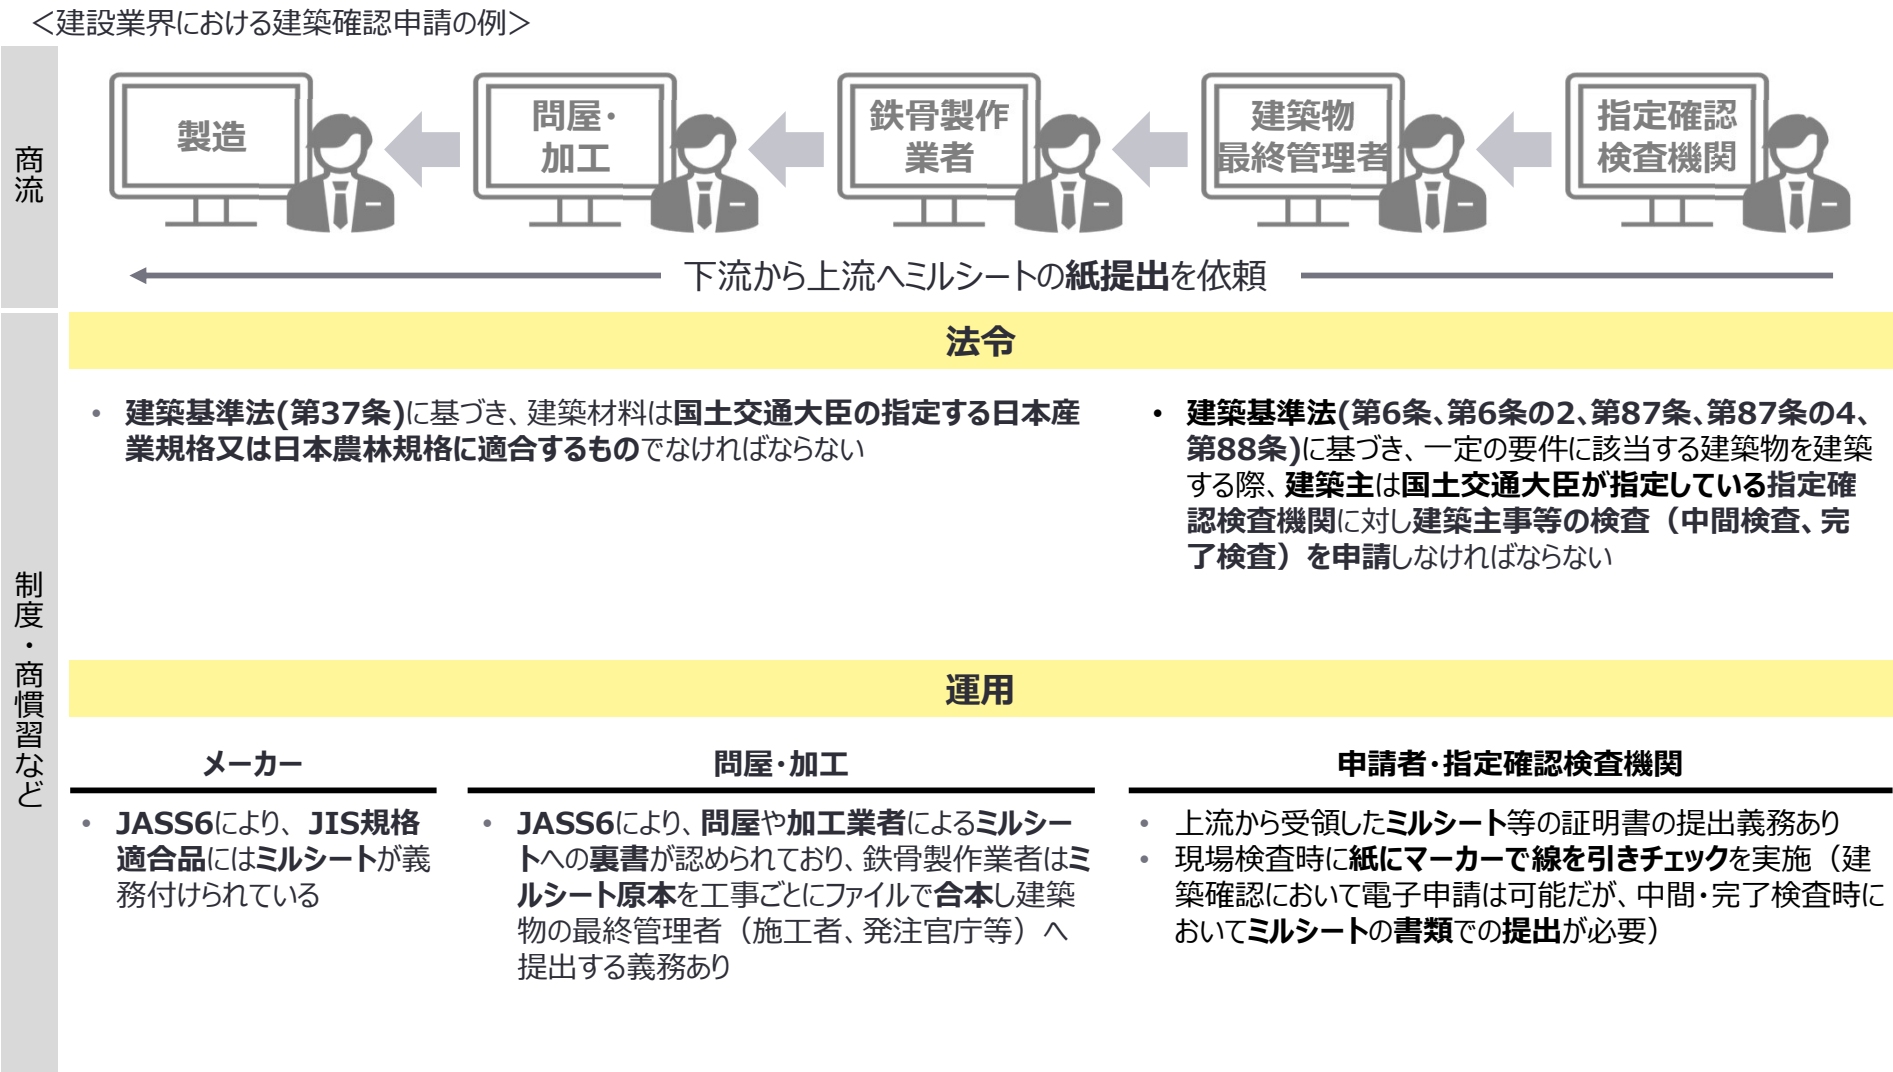 ＜建設業界における建築確認申請の例＞
商流
製造
問屋・
加工
鉄骨製作
業者
建築物
最終管理者
指定確認
検査機関
下流から上流へミルシートの紙提出を依頼
制度・商慣習など
法令
• 建築基準法(第37条)に基づき、建築材料は国土交通大臣の指定する日本産
業規格又は日本農林規格に適合するものでなければならない
• 建築基準法(第6条、第6条の2、第87条、第87条の4、
第88条)に基づき、一定の要件に該当する建築物を建築
する際、建築主は国土交通大臣が指定している指定確
認検査機関に対し建築主事等の検査（中間検査、完
了検査）を申請しなければならない
運用
メーカー
• JASS6により、JIS規格
適合品にはミルシートが義
務付けられている
問屋・加工
• JASS6により、問屋や加工業者によるミルシー
トへの裏書が認められており、鉄骨製作業者はミ
ルシート原本を工事ごとにファイルで合本し建築
物の最終管理者（施工者、発注官庁等）へ
提出する義務あり
申請者・指定確認検査機関
• 上流から受領したミルシート等の証明書の提出義務あり
• 現場検査時に紙にマーカーで線を引きチェックを実施（建
築確認において電子申請は可能だが、中間・完了検査時に
おいてミルシートの書類での提出が必要）